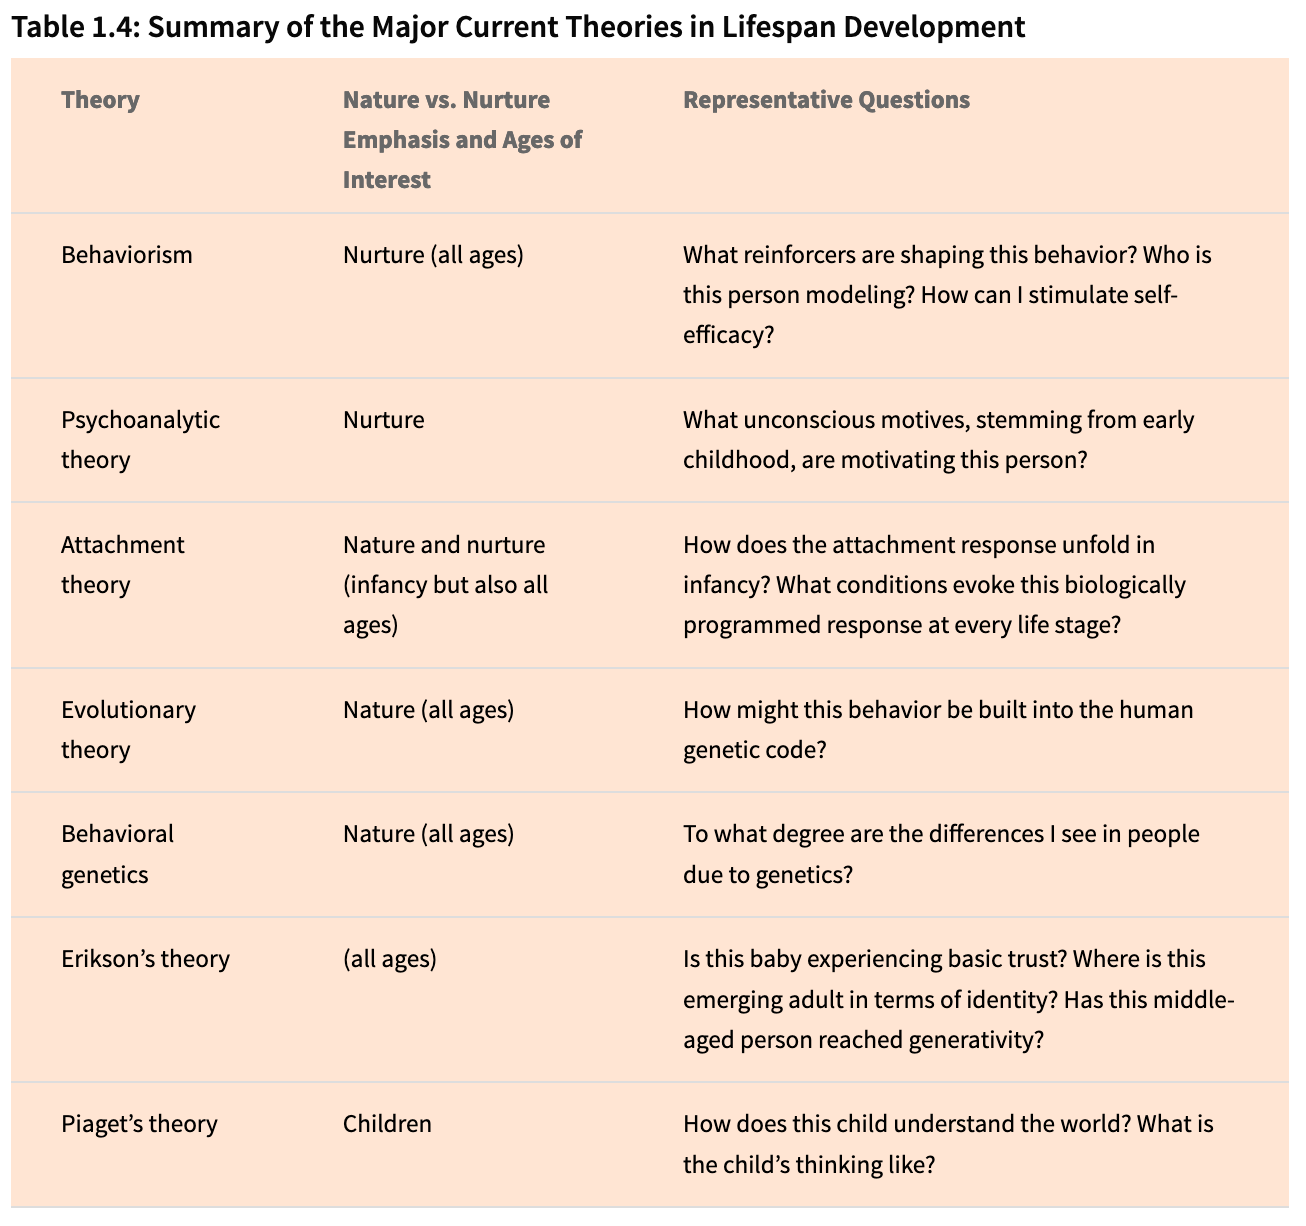 Table 1.4: Summary of the Major Current Theories in Lifespan Development
Theory
Nature vs. Nurture
Emphasis and Ages of
Interest
Representative Questions
Behaviorism
Nurture (all ages)
What reinforcers are shaping this behavior? Who is
this person modeling? How can I stimulate self-
efficacy?
Psychoanalytic
theory
Nurture
What unconscious motives, stemming from early
childhood, are motivating this person?
Attachment
theory
Nature and nurture
(infancy but also all
ages)
How does the attachment response unfold in
infancy? What conditions evoke this biologically
programmed response at every life stage?
Evolutionary
theory
Nature (all ages)
How might this behavior be built into the human
genetic code?
Behavioral
genetics
Nature (all ages)
To what degree are the differences I see in people
due to genetics?
Erikson’s theory
(all ages)
Is this baby experiencing basic trust? Where is this
emerging adult in terms of identity? Has this middle-
aged person reached generativity?
Piaget’s theory
Children
How does this child understand the world? What is
the child’s thinking like?